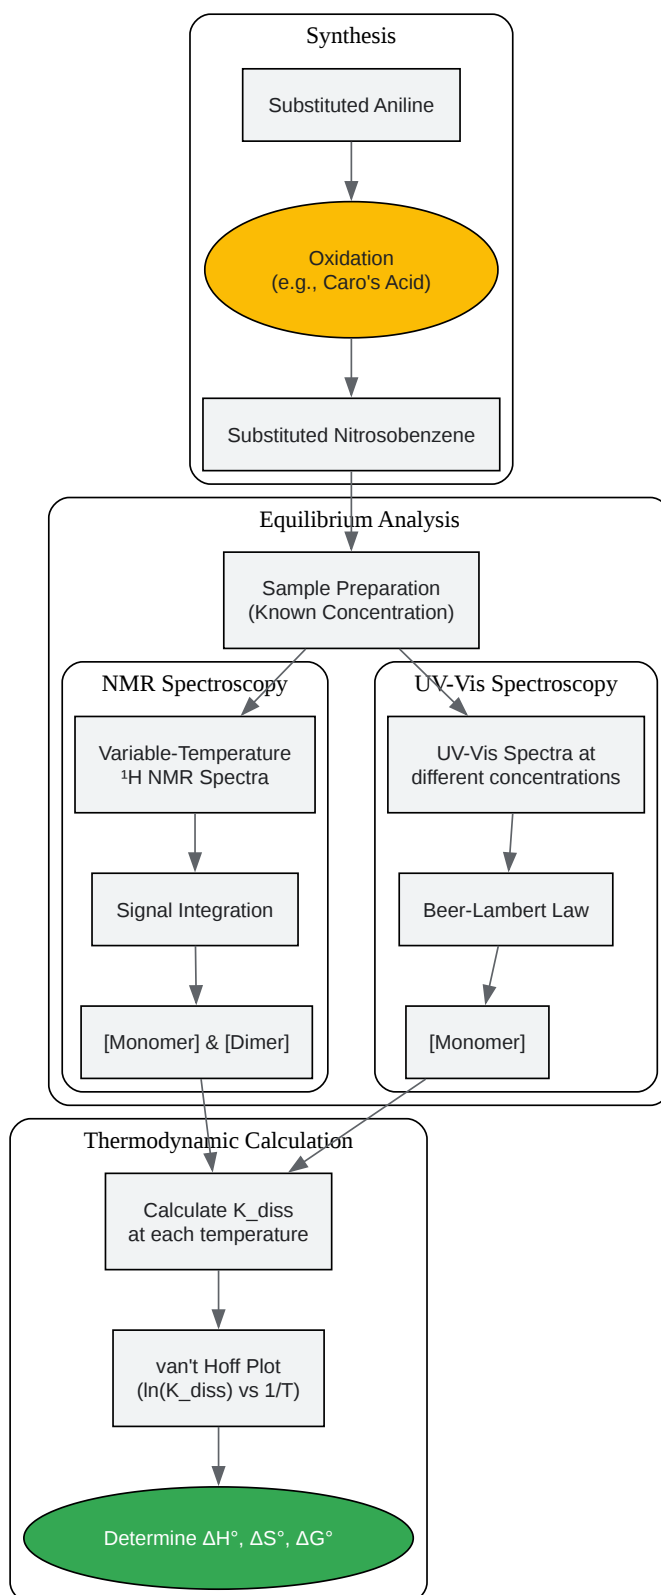 Synthesis
Substituted Aniline
Oxidation
(e.g., Caro's Acid)
Substituted Nitrosobenzene
Equilibrium Analysis
Sample Preparation
(Known Concentration)
NMR Spectroscopy
Variable-Temperature
¹H NMR Spectra
Signal Integration
[Monomer] & [Dimer]
UV-Vis Spectroscopy
UV-Vis Spectra at
different concentrations
Beer-Lambert Law
[Monomer]
Thermodynamic Calculation
Calculate K_diss
at each temperature
van't Hoff Plot
(ln(K_diss) vs 1/T)
Determine ΔH°, ΔS°, ΔG°